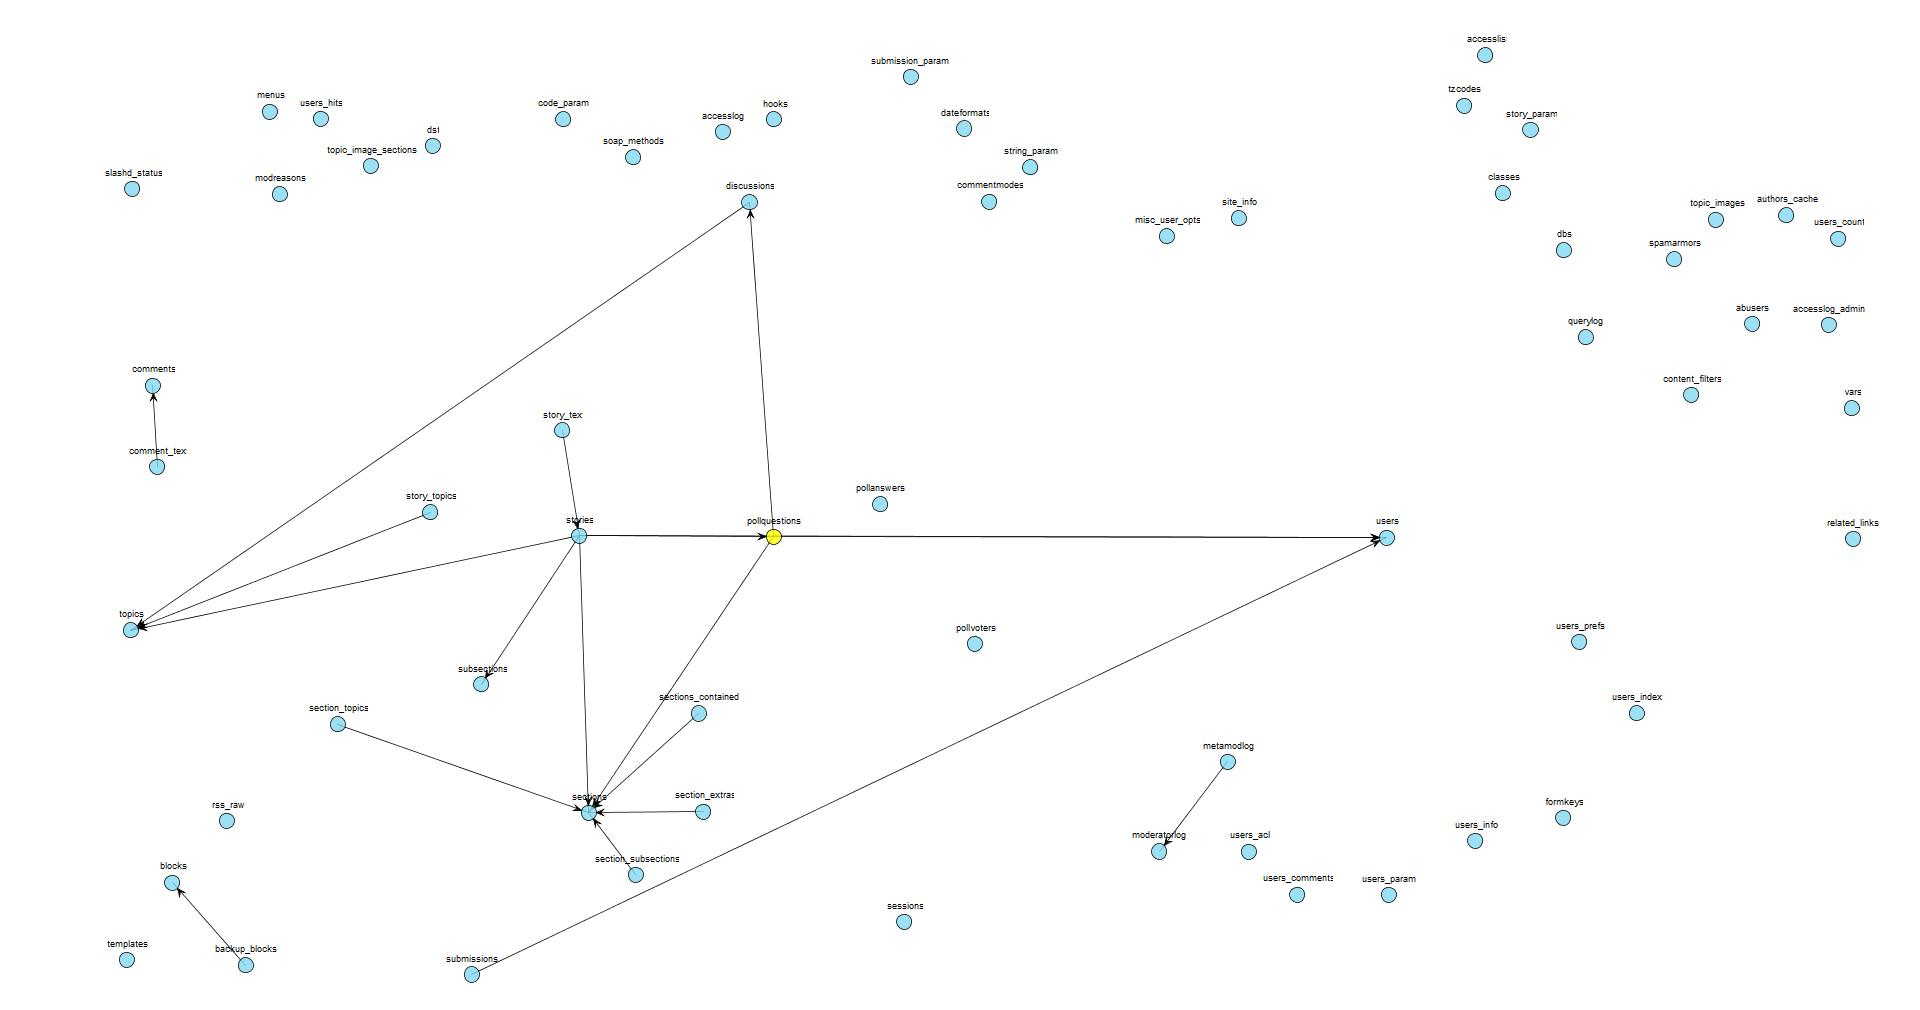 accesslis
submission_param
tzcodes
menus
users_hits
code_param
hooks
accesslog
dateformats
story_param
dst
soap_methods
topic_image_sections
string_param
slashd_status
modreasons
discussions
commentmodes
classes
misc_user_opts
site_info
topic_images
authors_cache
users_count
dbs
spamarmors
abusers
accesslog_admin
querylog
comments
content_filters
vars
story_tex
comment_tex
story_topics
pollanswers
stories
pollquestions
users
related_links
topics
pollvoters
users_prefs
subsections
sections_contained
users_index
section_topics
metamodlog
sections
section_extras
rss_raw
formkeys
users_info
moderatorlog
users_acl
section_subsections
blocks
users_comments
users_param
sessions
templates
backup_blocks
submissions